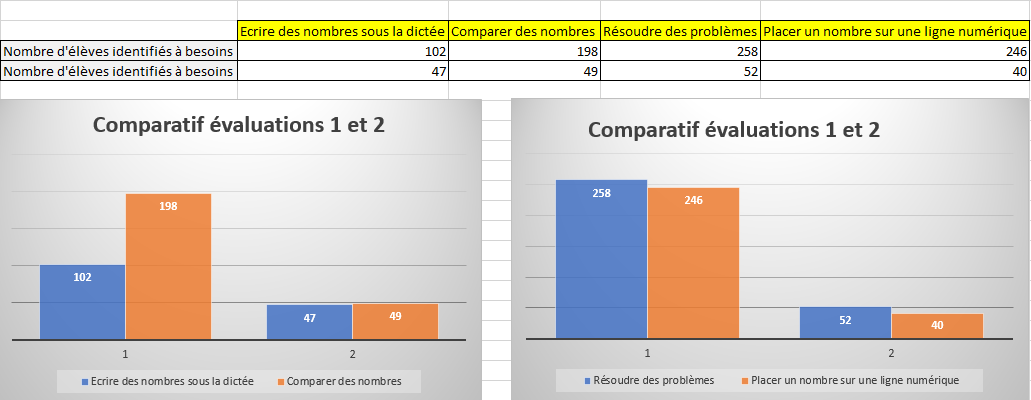 Ecrire des nombres sous la dictée Comparer des nombres Résoudre des problèmes Placer un nombre sur une ligne numérique
Nombre d'élèves identifiés à besoins 102 198 258 246
Nombre d'élèves identifiés à besoins 47 49 52 40
Comparatif évaluations 1 et 2
198
102
47
49
1
2
Ecrire des nombres sous la dictée
Comparer des nombres
Comparatif évaluations 1 et 2
258
246
52
40
1
2
Résoudre des problèmes
Placer un nombre sur une ligne numérique